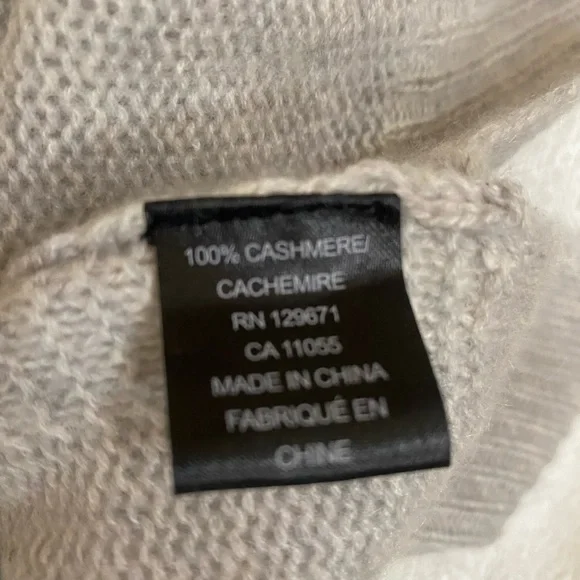 100% CASHMERE/
CACHEMIRE
RN 129671
CA 11055
MADE IN CHINA
FABRIQUÉ EN
CHINE